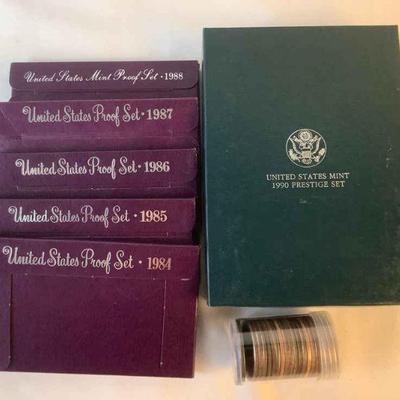 United States Mint Proof Set · 1988
United States Proof Set · 1987
United States Proof Set · 1986
United States Proof Set · 1985
United States Proof Set · 1984
UNITED STATES MINT
1990 PRESTIGE SET